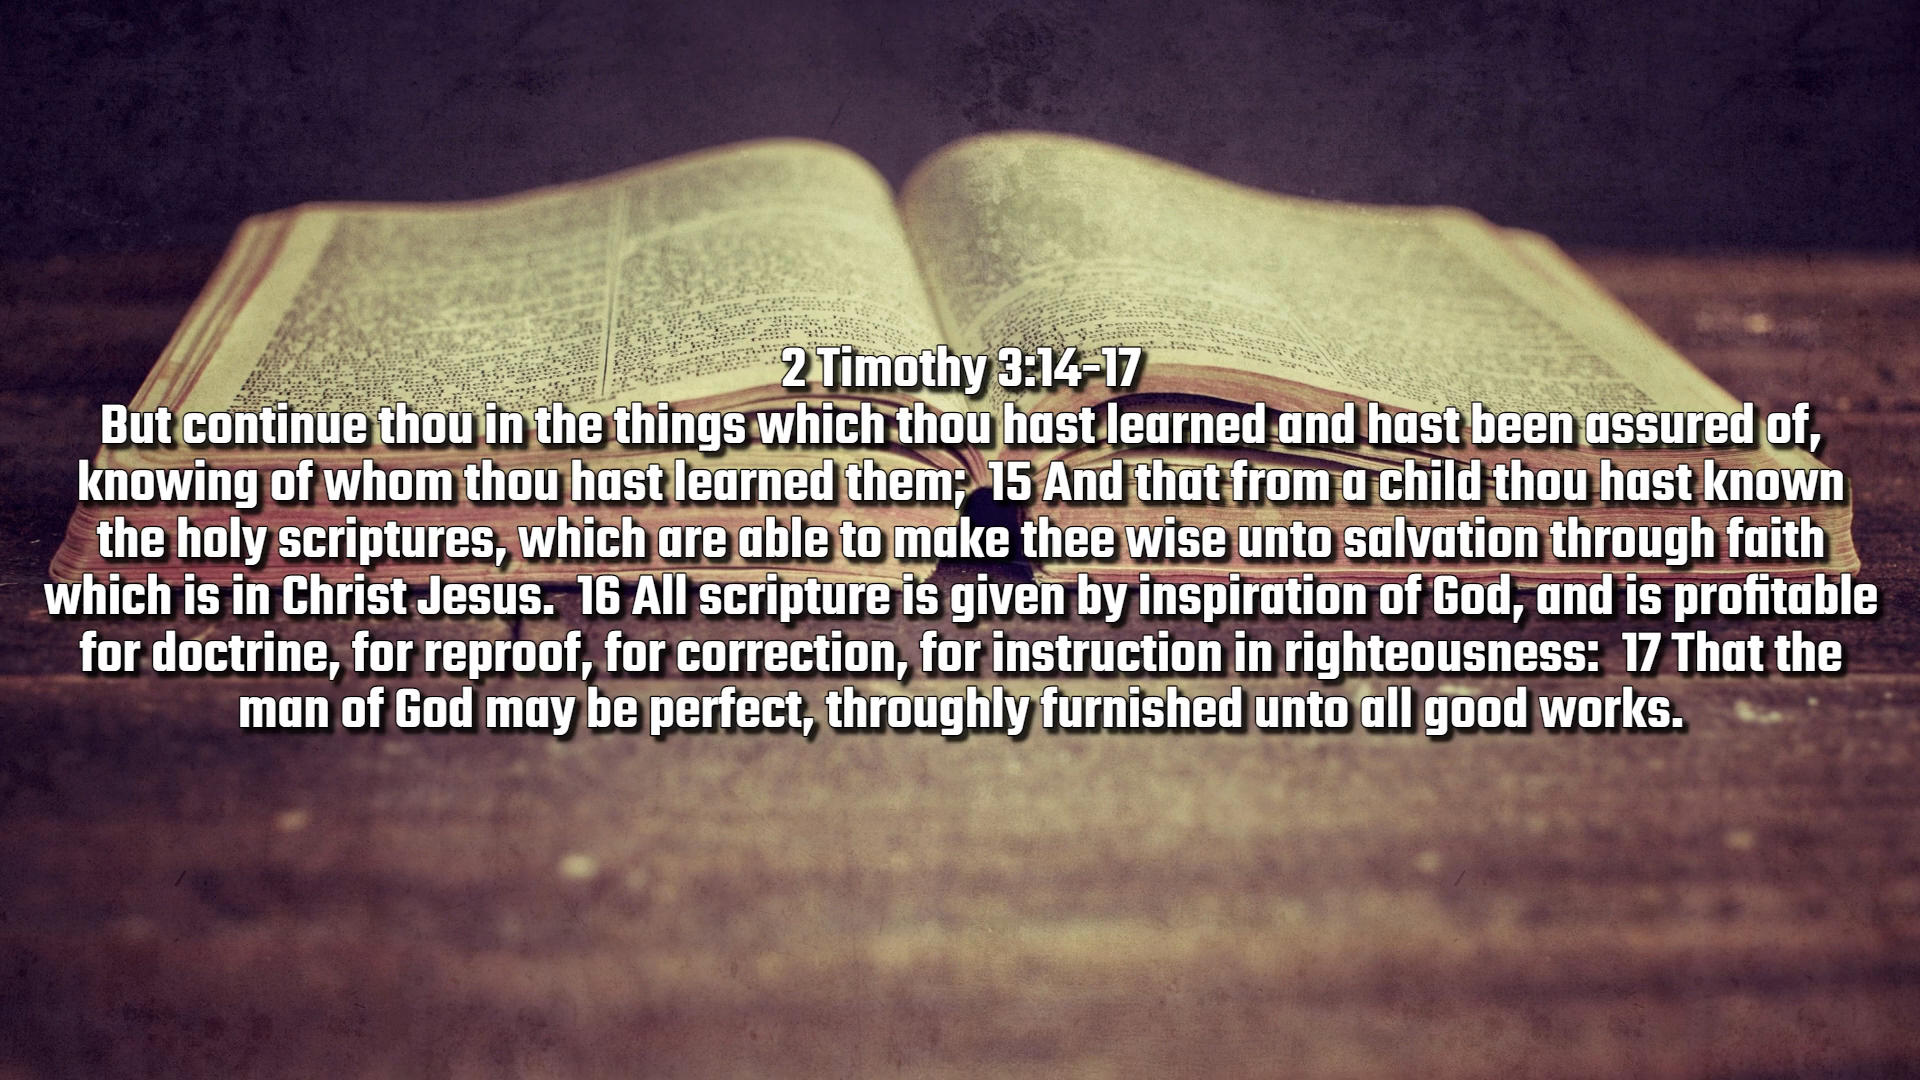 2 Timothy 3:14-17
But continue thou in the things which thou hast learned and hast been assured of,
knowing of whom thou hast learned them;  15 And that from a child thou hast known
the holy scriptures, which are able to make thee wise unto salvation through faith
which is in Christ Jesus.  16 All scripture is given by inspiration of God, and is profitable
for doctrine, for reproof, for correction, for instruction in righteousness:  17 That the
man of God may be perfect, throughly furnished unto all good works.